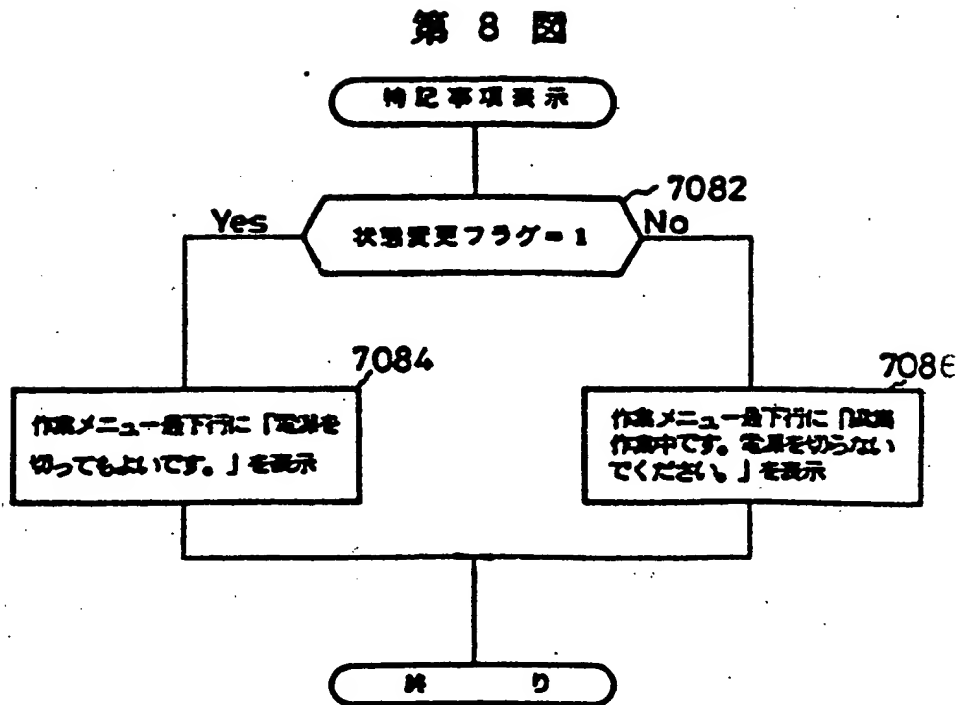 第 8 図
特記事項表示
7082
Yes
No
状態変更フラグ=1
7084
作業メニュー最下行に「電源を
切ってもよいです。」を表示
708
作業メニュー最下行に「
作業中です。電源を切らない
でください。」を表示
終 り